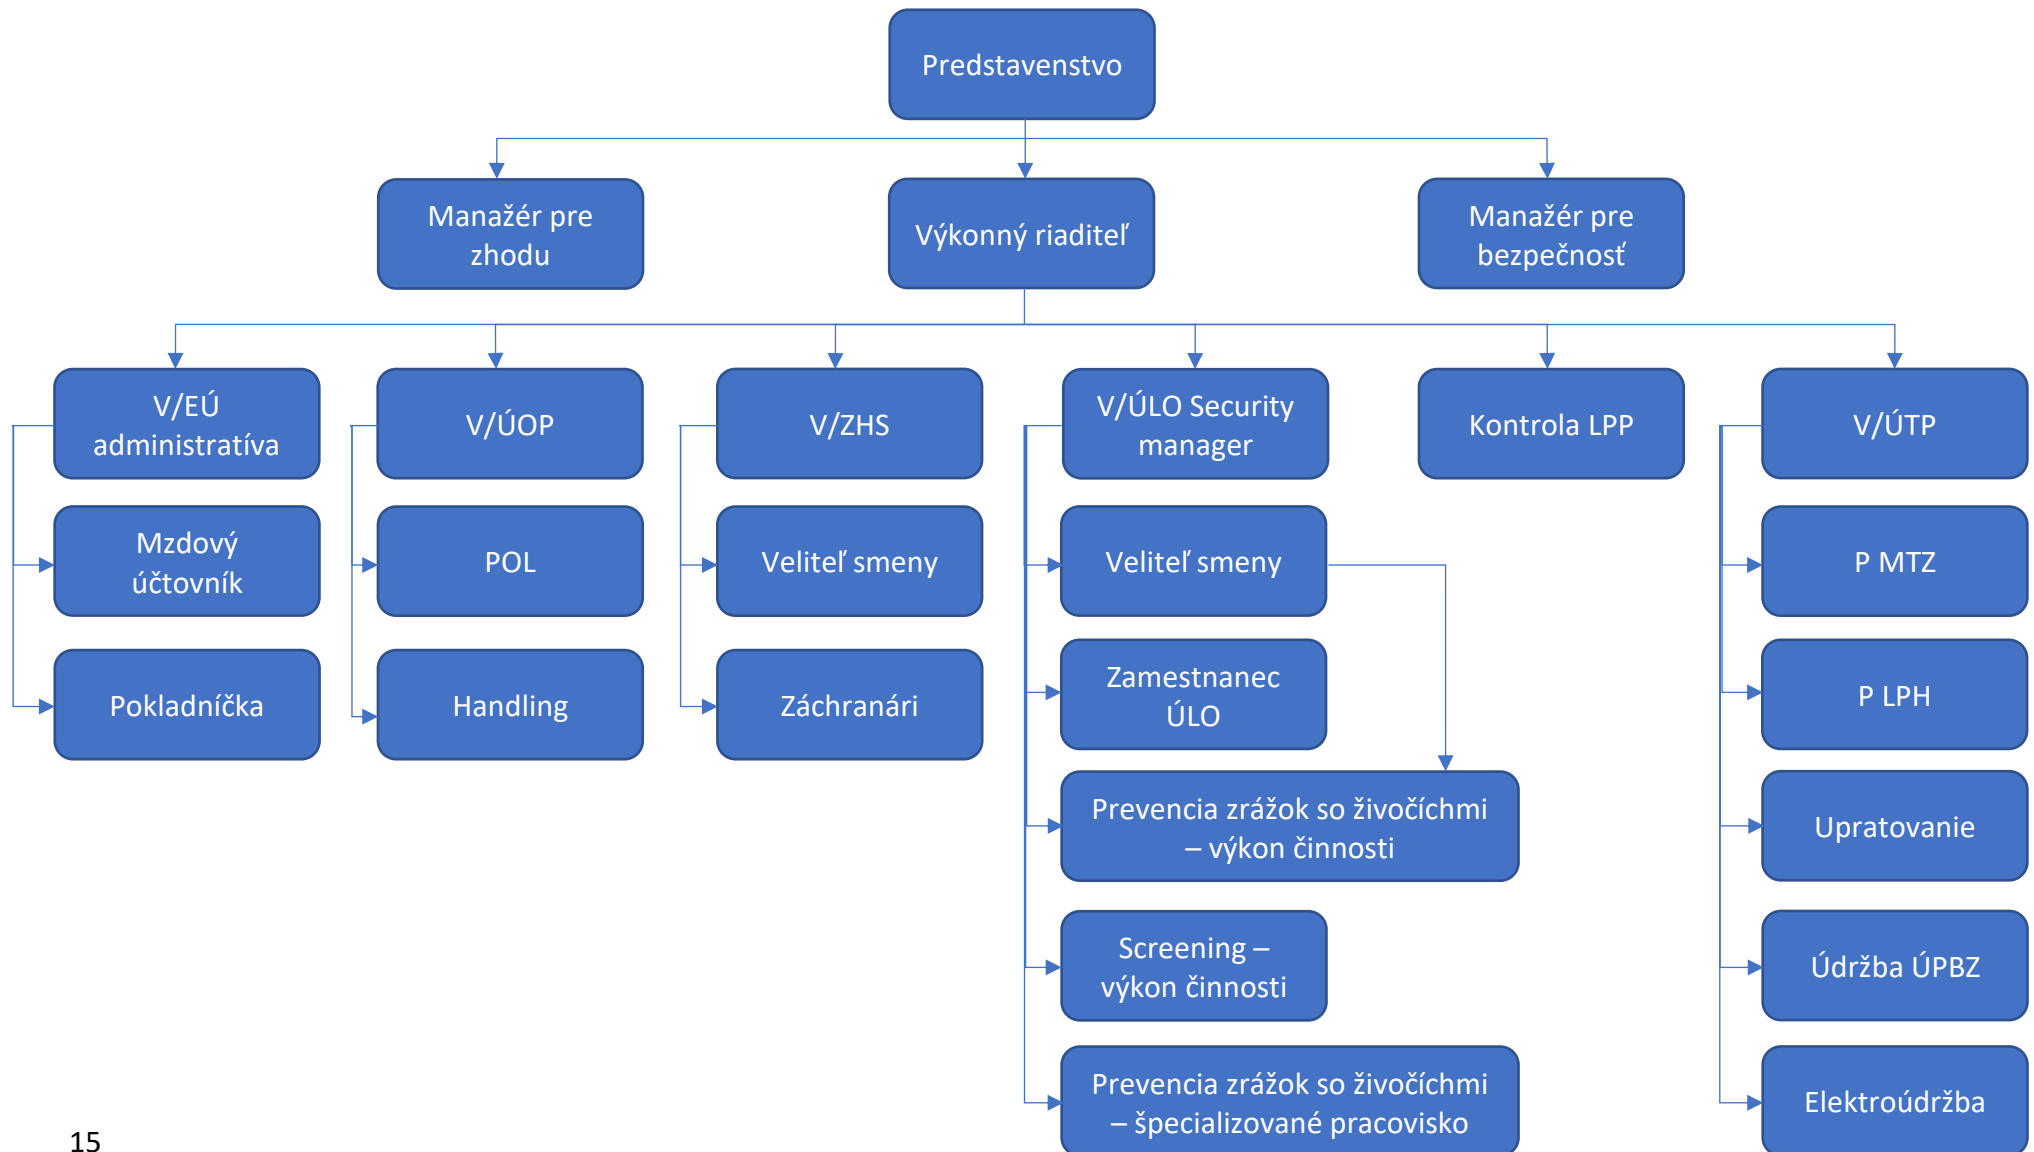 Predstavenstvo
Manažér pre
zhodu
Výkonný riaditeľ
Manažér pre
bezpečnosť
V/EÚ
administratíva
V/ÚOP
V/ZHS
V/ÚLO Security
manager
Kontrola LPP
V/ÚTP
Mzdový
účtovník
POL
Veliteľ smeny
Veliteľ smeny
P MTZ
Pokladníčka
Handling
Záchranári
Zamestnanec
ÚLO
P LPH
Prevencia zrážok so živočíchmi
– výkon činnosti
Upratovanie
Screening –
výkon činnosti
Údržba ÚPBZ
Prevencia zrážok so živočíchmi
– špecializované pracovisko
Elektroúdržba
15